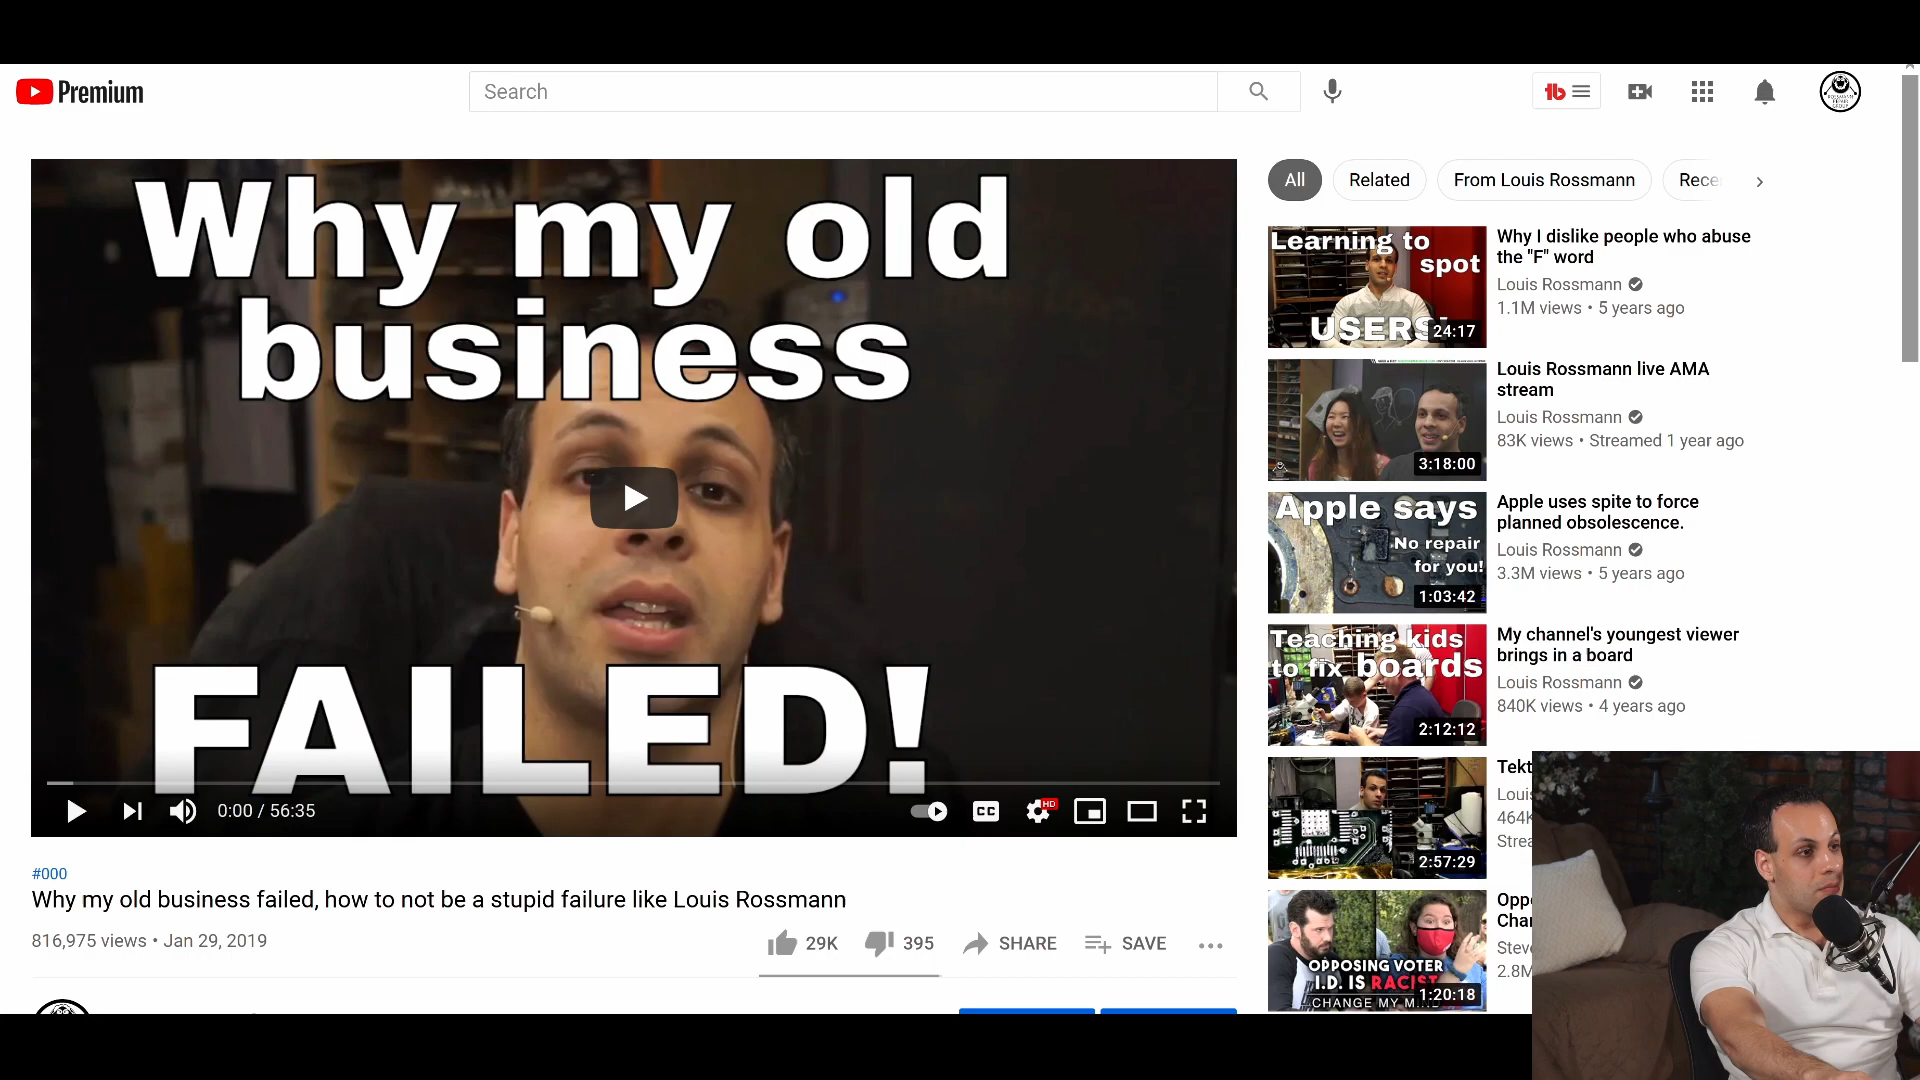 Premium
Search
Why my old
business
FAILED!
0:00 / 56:35
CC
HD
#000
Why my old business failed, how to not be a stupid failure like Louis Rossmann
816,975 views • Jan 29, 2019
29K
395
SHARE
SAVE
All
Related
From Louis Rossmann
Rece
Learning to
spot
USERS
24:17
Why I dislike people who abuse
the "F" word
Louis Rossmann
1.1M views • 5 years ago
3:18:00
Louis Rossmann live AMA
stream
Louis Rossmann
83K views • Streamed 1 year ago
Apple says
No repair
for you!
1:03:42
Apple uses spite to force
planned obsolescence.
Louis Rossmann
3.3M views • 5 years ago
Teaching kids
to fix boards
2:12:12
My channel's youngest viewer
brings in a board
Louis Rossmann
840K views • 4 years ago
2:57:29
Tekt
Louis
464K
Strea
OPPOSING VOTER
I.D. IS RACIST
CHANGE MY MIND
1:20:18
Oppo
Chan
Steve
2.8M